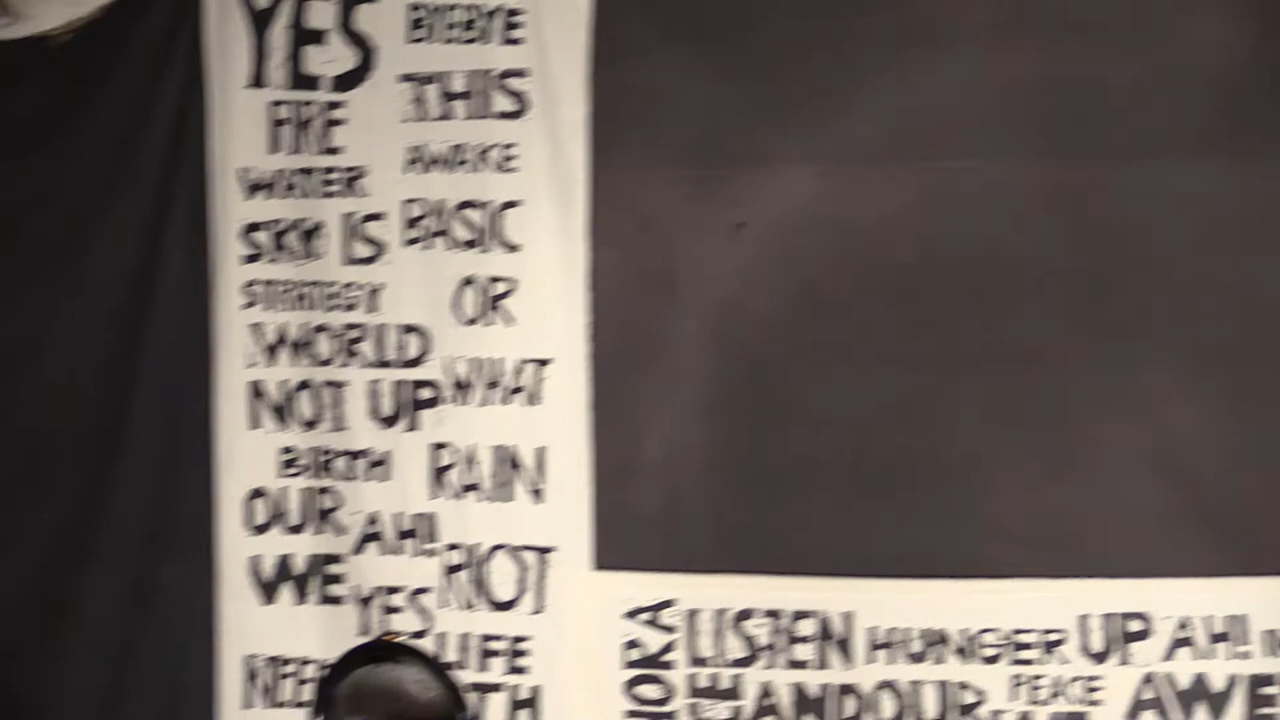 YES
FIRE
WATER
SKY IS
STRATEGY
WORLD
NOT UP
BIRTH
OUR
AH!
WE
YES
BYEBYE
THIS
AWAKE
BASIC
OR
WHAT
RAIN
RIOT
LIFE
LISTEN HUNGER UP AH!
PEACE